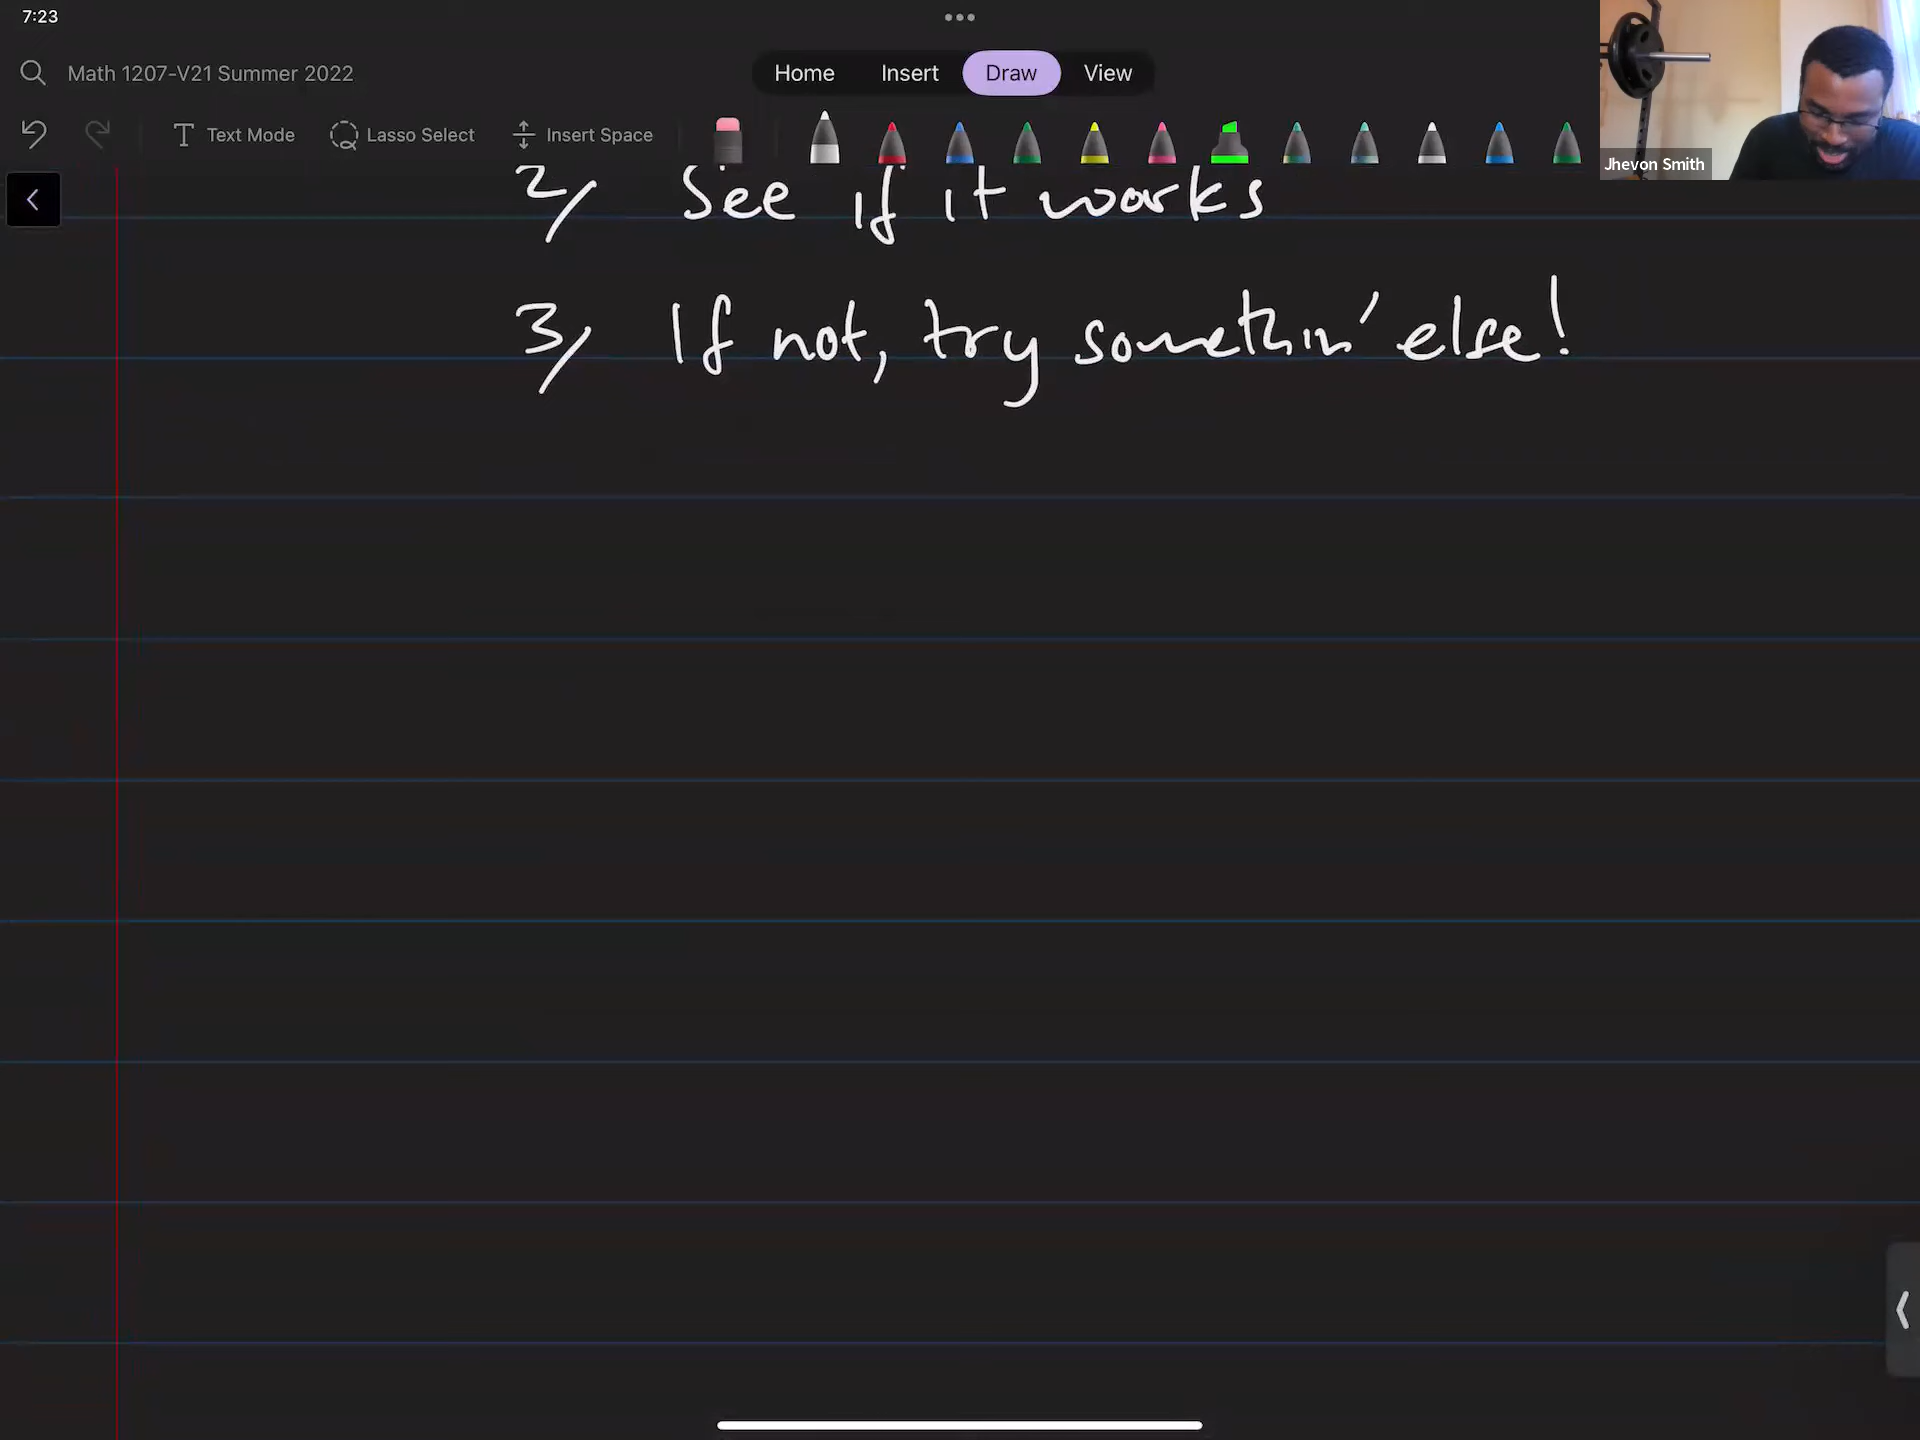 7:23
Math 1207-V21 Summer 2022
Home Insert Draw View
Text Mode Lasso Select Insert Space
Jhevon Smith
2/ See if it works
3/ If not, try somethin' else!